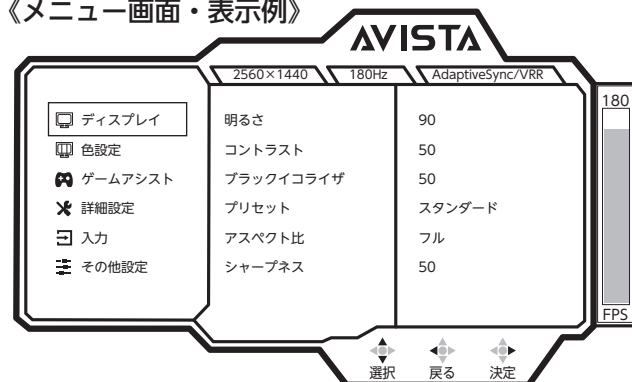 《メニュー画面・表示例》
AVISTA
2560×1440 180Hz AdaptiveSync/VRR
180
ディスプレイ 明るさ 90
色設定 コントラスト 50
ゲームアシスト ブラックイコライザ 50
詳細設定 プリセット スタンダード
入力 アスペクト比 フル
その他設定 シャープネス 50
FPS
選択 戻る 決定